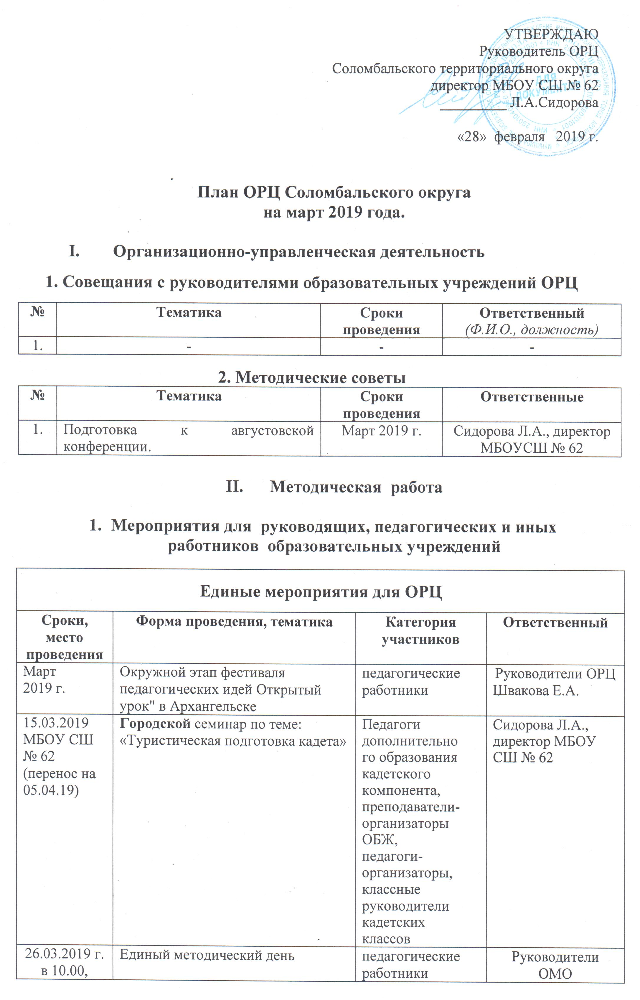 УТВЕРЖДАЮ
Руководитель ОРЦ
Соломбальского территориального округа
директор МБОУ СШ № 62
Л.А.Сидорова
ДЛЯ
ДОКУМЕНТОВ
«28» февраля 2019 г.
План ОРЦ Соломбальского округа
на март 2019 года.
I. Организационно-управленческая деятельность
1. Совещания с руководителями образовательных учреждений ОРЦ
№ Тематика Сроки Ответственный
проведения (Ф.И.О., должность)
1. - - -
2. Методические советы
№ Тематика Сроки Ответственные
проведения
1. Подготовка к августовской Март 2019 г. Сидорова Л.А., директор
конференции. МБОУСШ № 62
II. Методическая работа
1. Мероприятия для руководящих, педагогических и иных
работников образовательных учреждений
Единые мероприятия для ОРЦ
Сроки, Форма проведения, тематика Категория Ответственный
место участников
проведения
Март Окружной этап фестиваля педагогические Руководители ОРЦ
2019 г. педагогических идей Открытый работники Швакова Е.А.
урок" в Архангельске
15.03.2019 Городской семинар по теме: Педагоги Сидорова Л.А.,
МБОУ СШ «Туристическая подготовка кадета» дополнительно директор МБОУ
№ 62 го образования СШ № 62
(перенос на кадетского
05.04.19) компонента,
преподаватели-
организаторы
ОБЖ,
педагоги-
организаторы,
классные
руководители
кадетских
классов
26.03.2019 г. Единый методический день педагогические Руководители
в 10.00, работники ОМО